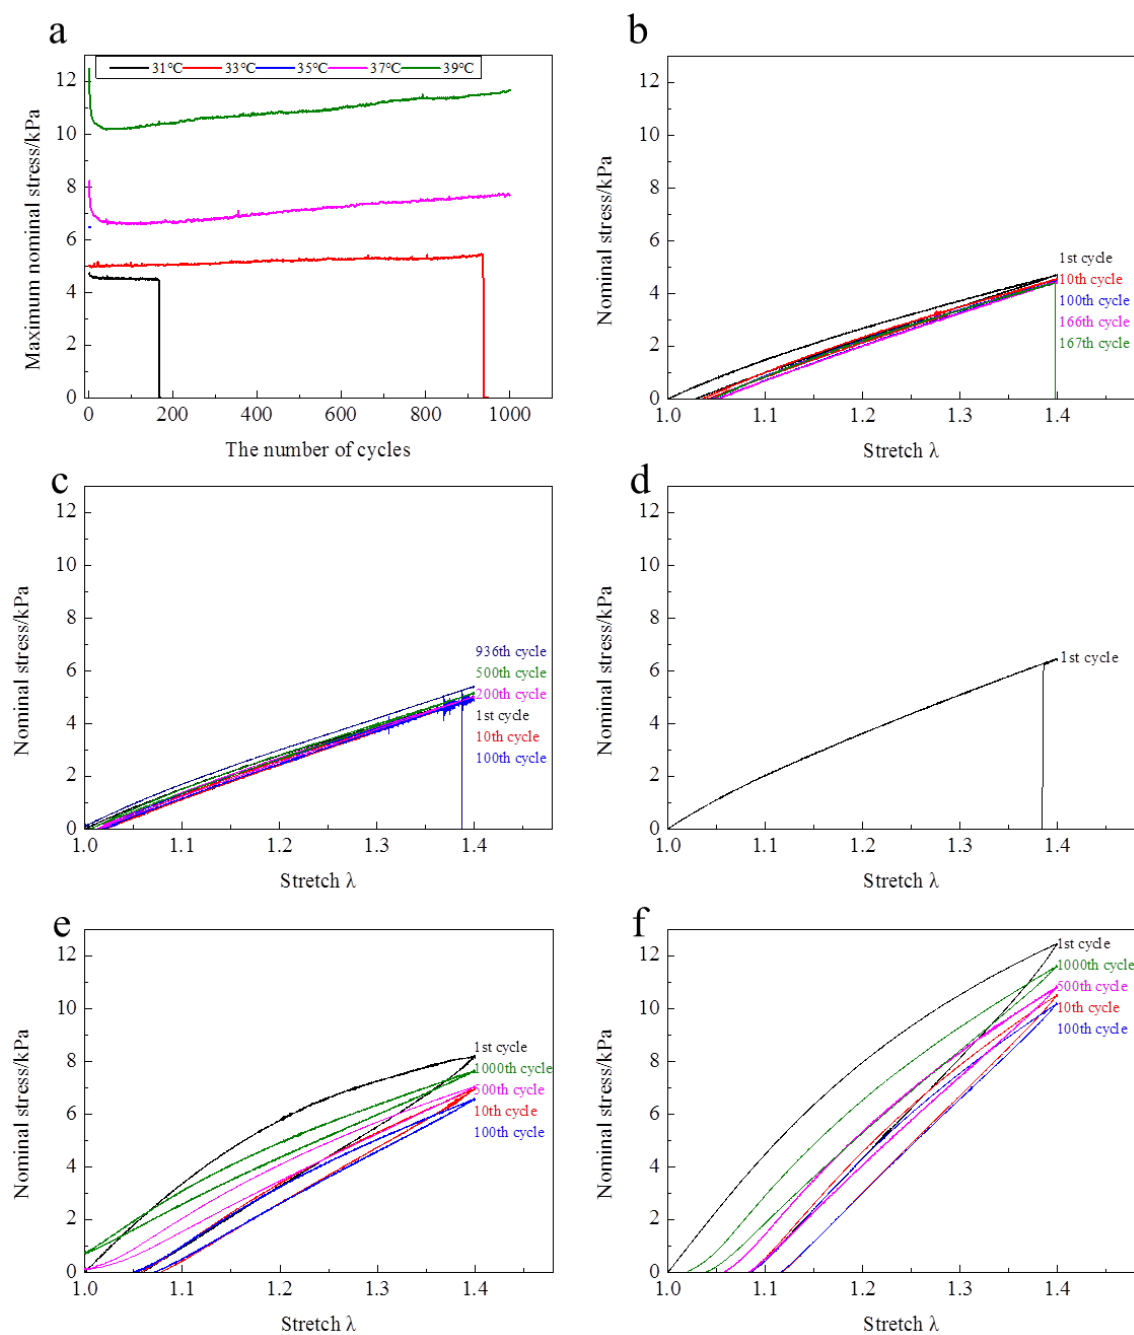 a
31℃ 33℃ 35℃ 37℃ 39℃
12
10
8
6
4
2
0
Maximum nominal stress/kPa
0 200 400 600 800 1000
The number of cycles
b
12
10
8
6
4
2
0
Nominal stress/kPa
1st cycle
10th cycle
100th cycle
166th cycle
167th cycle
1.0 1.1 1.2 1.3 1.4
Stretch λ
c
12
10
8
6
4
2
0
Nominal stress/kPa
936th cycle
500th cycle
200th cycle
1st cycle
10th cycle
100th cycle
1.0 1.1 1.2 1.3 1.4
Stretch λ
d
12
10
8
6
4
2
0
Nominal stress/kPa
1st cycle
1.0 1.1 1.2 1.3 1.4
Stretch λ
e
12
10
8
6
4
2
0
Nominal stress/kPa
1st cycle
1000th cycle
500th cycle
10th cycle
100th cycle
1.0 1.1 1.2 1.3 1.4
Stretch λ
f
12
10
8
6
4
2
0
Nominal stress/kPa
1st cycle
1000th cycle
500th cycle
10th cycle
100th cycle
1.0 1.1 1.2 1.3 1.4
Stretch λ